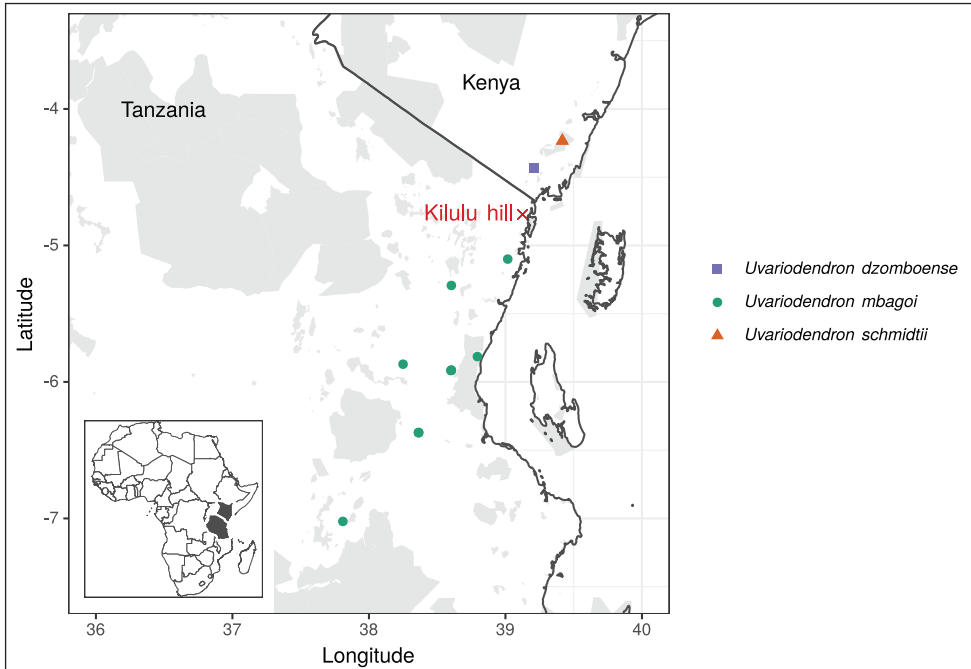 Kenya
Tanzania
Kilulu hill
-4
-5
-6
-7
Latitude
36
37
38
39
40
Longitude
Uvariodendron dzomboense
Uvariodendron mbagoi
Uvariodendron schmidtii